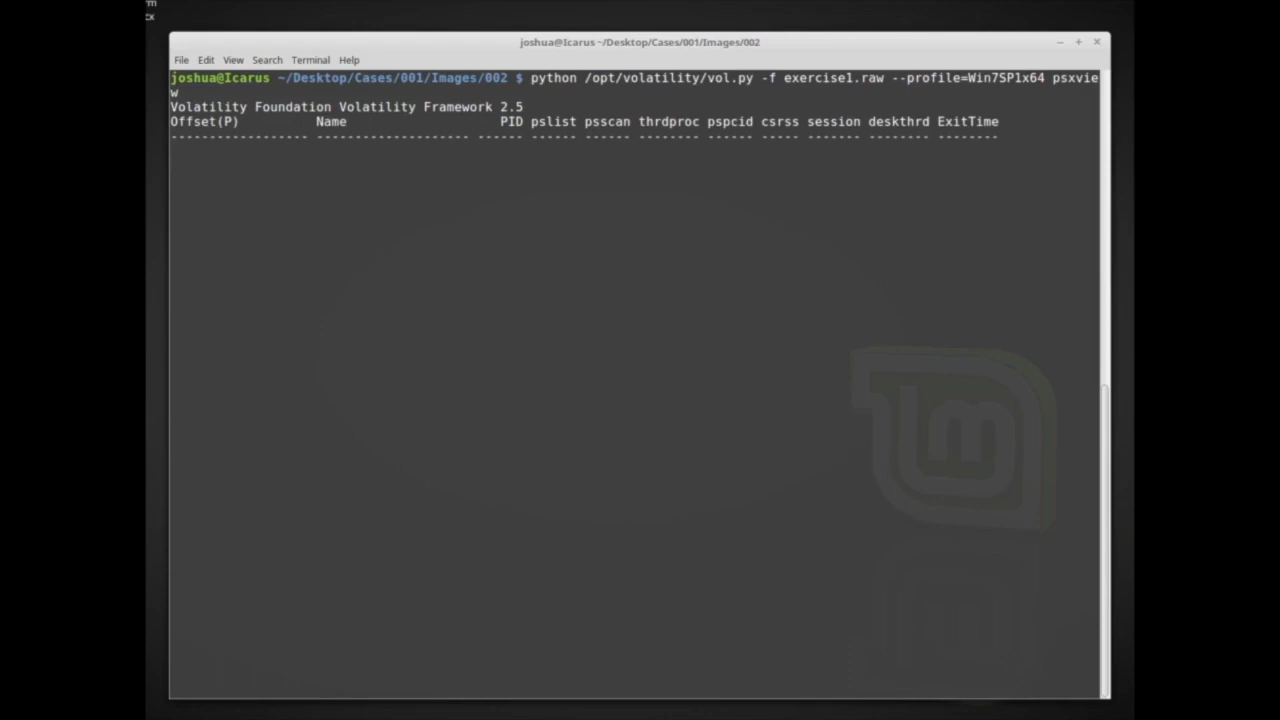 rm
cx
joshua@Icarus ~/Desktop/Cases/001/Images/002
File Edit View Search Terminal Help
joshua@Icarus ~/Desktop/Cases/001/Images/002 $ python /opt/volatility/vol.py -f exercise1.raw --profile=Win7SP1x64 psxvie
w
Volatility Foundation Volatility Framework 2.5
Offset(P) Name PID pslist psscan thrdproc pspcid csrss session deskthrd ExitTime
------------------ -------------------- ------ ------ ------ -------- ------ ----- ------- -------- --------